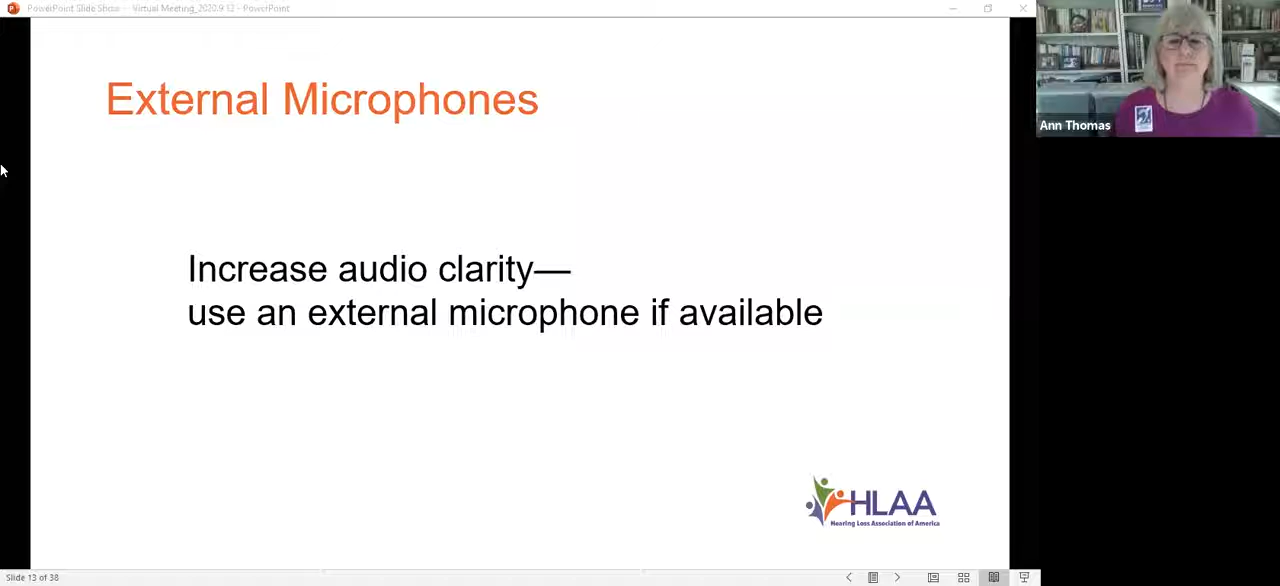 PowerPoint Slide Show - Virtual Meeting_2020.9.12 - PowerPoint
External Microphones
Increase audio clarity—
use an external microphone if available
HLAA
Hearing Loss Association of America
Slide 13 of 38
Ann Thomas